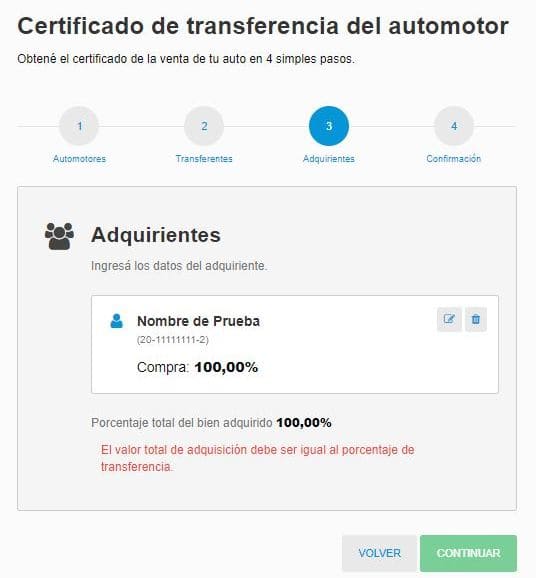 Certificado de transferencia del automotor
Obtené el certificado de la venta de tu auto en 4 simples pasos.
1
2
3
4
Automotores
Transferentes
Adquirientes
Confirmación
Adquirientes
Ingresá los datos del adquiriente.
Nombre de Prueba
(20-11111111-2)
Compra: 100,00%
Porcentaje total del bien adquirido 100,00%
El valor total de adquisición debe ser igual al porcentaje de
transferencia.
VOLVER
CONTINUAR